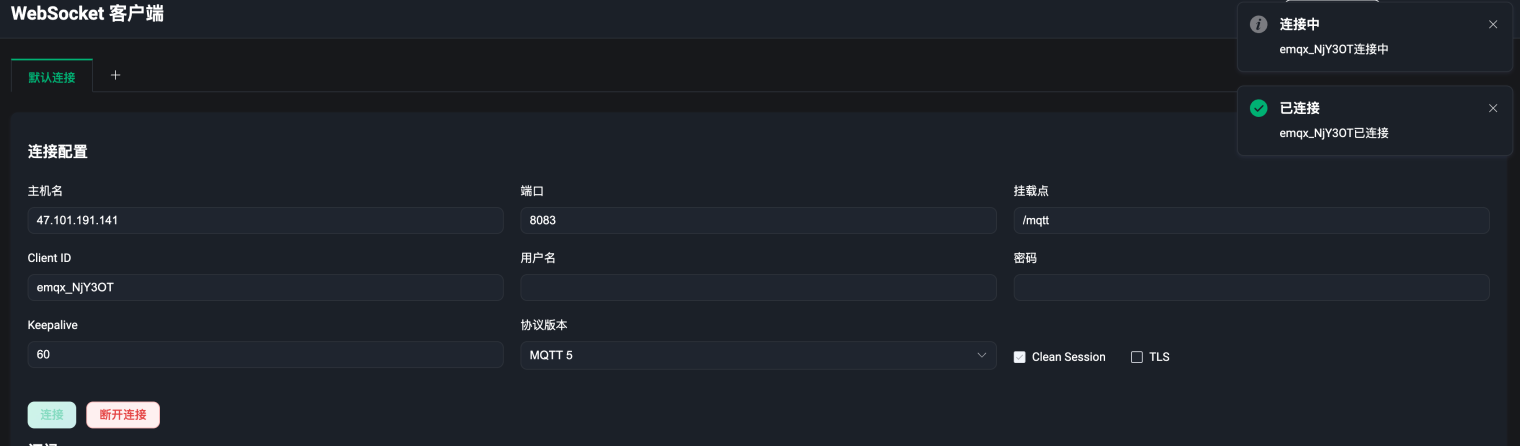 WebSocket 客户端
连接中
emqx_NjY3OT连接中
已连接
emqx_NjY3OT已连接
默认连接
连接配置
主机名
端口
挂载点
47.101.191.141
8083
/mqtt
Client ID
用户名
密码
emqx_NjY3OT
Keepalive
协议版本
60
MQTT 5
Clean Session
TLS
连接
断开连接